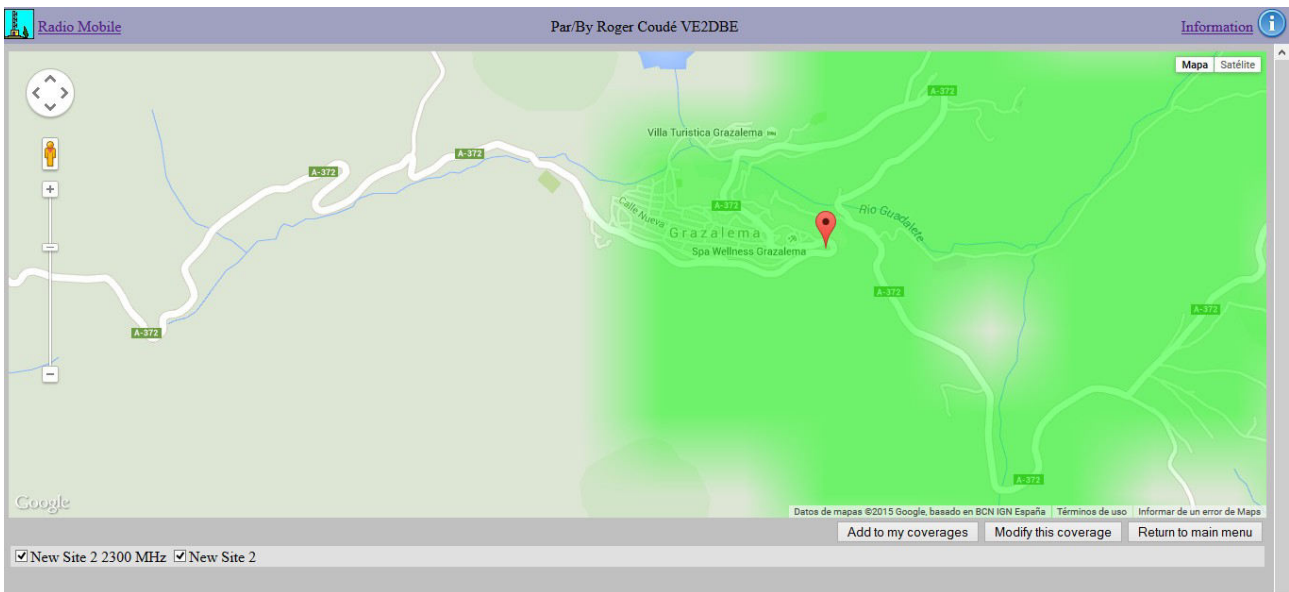 Radio Mobile Par/By Roger Coudé VE2DBE Information
Mapa Satélite
A-372
Villa Turistica Grazalema
A-372
A-372
A-372
Calle Nueva
Río Guadalete
Grazalema
Spa Wellness Grazalema
A-372
A-372
A-372
A-372
Google
Datos de mapas ©2015 Google, basado en BCN IGN España Términos de uso Informar de un error de Maps
Add to my coverages Modify this coverage Return to main menu
New Site 2 2300 MHz New Site 2